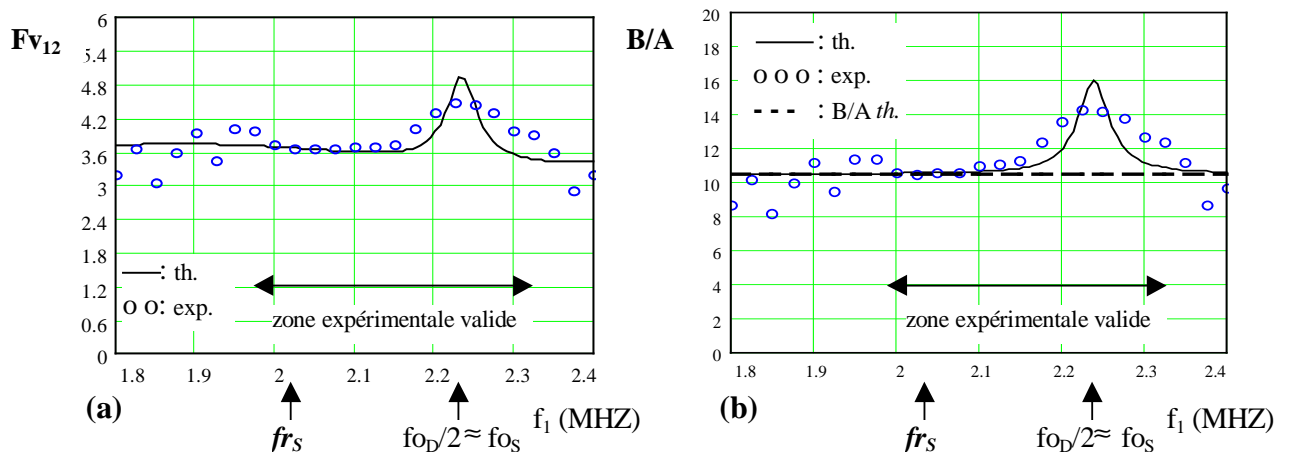 Fv₁₂
6
5.4
4.8
4.2
3.6
3
2.4
1.8
1.2
0.6
0
: th.
o o: exp.
zone expérimentale valide
1.8 1.9 2 2.1 2.2 2.3 2.4
(a)
frS
foD/2 ≈ foS
f₁ (MHZ)
B/A
20
18
16
14
12
10
8
6
4
2
0
: th.
o o o : exp.
: B/A th.
zone expérimentale valide
1.8 1.9 2 2.1 2.2 2.3 2.4
(b)
frS
foD/2 ≈ foS
f₁ (MHZ)